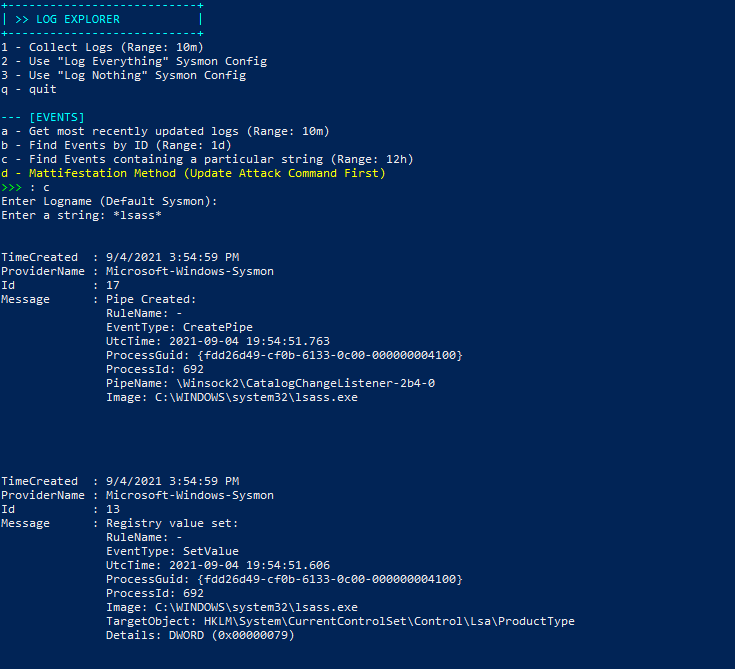 +----------------------------+
| >> LOG EXPLORER            |
+----------------------------+
1 - Collect Logs (Range: 10m)
2 - Use "Log Everything" Sysmon Config
3 - Use "Log Nothing" Sysmon Config
q - quit

--- [EVENTS]
a - Get most recently updated logs (Range: 10m)
b - Find Events by ID (Range: 1d)
c - Find Events containing a particular string (Range: 12h)
d - Mattifestation Method (Update Attack Command First)
>>> : c
Enter Logname (Default Sysmon):
Enter a string: *lsass*

TimeCreated  : 9/4/2021 3:54:59 PM
ProviderName : Microsoft-Windows-Sysmon
Id           : 17
Message      : Pipe Created:
               RuleName: -
               EventType: CreatePipe
               UtcTime: 2021-09-04 19:54:51.763
               ProcessGuid: {fdd26d49-cf0b-6133-0c00-000000004100}
               ProcessId: 692
               PipeName: \Winsock2\CatalogChangeListener-2b4-0
               Image: C:\WINDOWS\system32\lsass.exe

TimeCreated  : 9/4/2021 3:54:59 PM
ProviderName : Microsoft-Windows-Sysmon
Id           : 13
Message      : Registry value set:
               RuleName: -
               EventType: SetValue
               UtcTime: 2021-09-04 19:54:51.606
               ProcessGuid: {fdd26d49-cf0b-6133-0c00-000000004100}
               ProcessId: 692
               Image: C:\WINDOWS\system32\lsass.exe
               TargetObject: HKLM\System\CurrentControlSet\Control\Lsa\ProductType
               Details: DWORD (0x00000079)